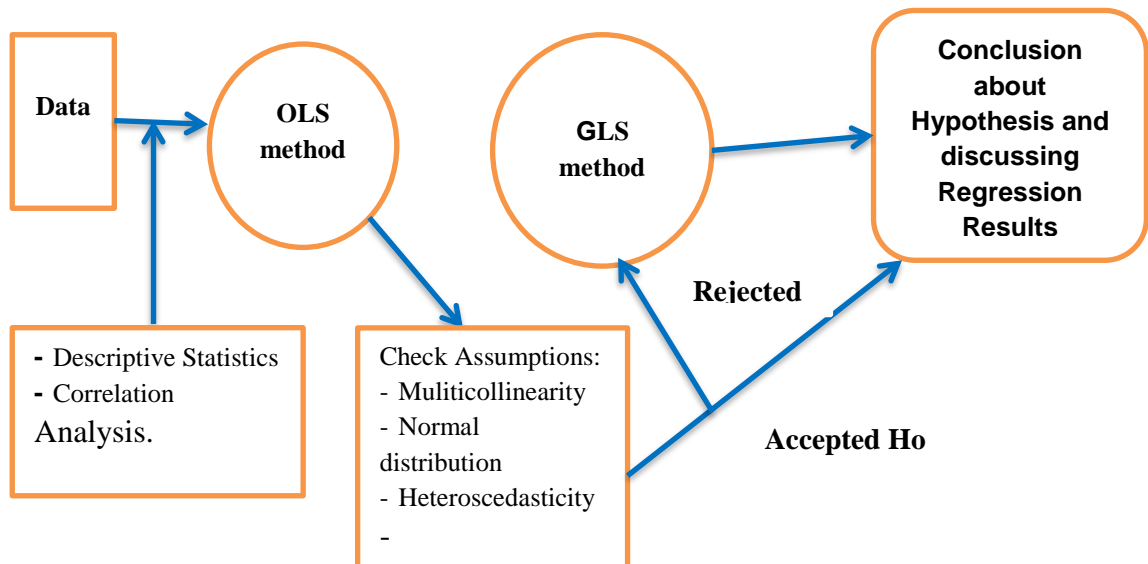 Data
OLS
method
GLS
method
Conclusion
about
Hypothesis and
discussing
Regression
Results
Rejected
- Descriptive Statistics
- Correlation
Analysis.
Check Assumptions:
- Muliticollinearity
- Normal
distribution
- Heteroscedasticity
-
Accepted Ho